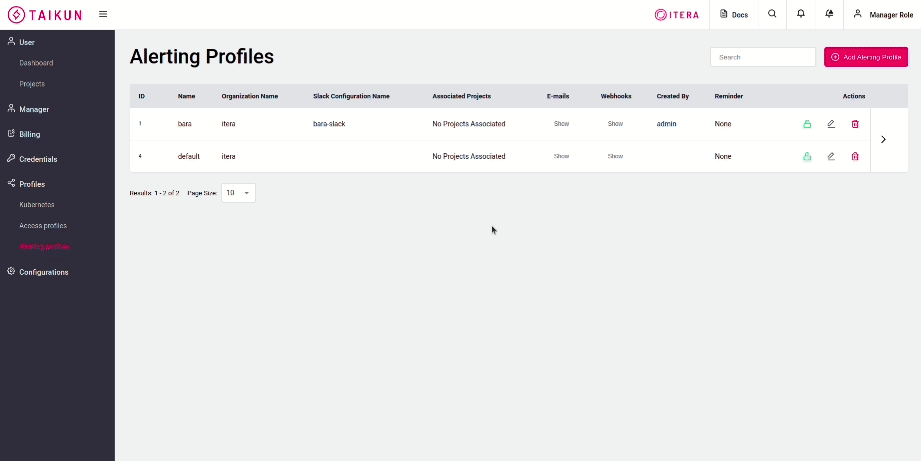 TAIKUN
ITERA
Docs
Manager Role
User
Dashboard
Projects
Manager
Billing
Credentials
Profiles
Kubernetes
Access profiles
Alerting profiles
Configurations
Alerting Profiles
Search
Add Alerting Profile
ID Name Organization Name Slack Configuration Name Associated Projects E-mails Webhooks Created By Reminder Actions
1 bara itera bara-slack No Projects Associated Show Show admin None
4 default itera No Projects Associated Show Show None
Results: 1 - 2 of 2 Page Size: 10